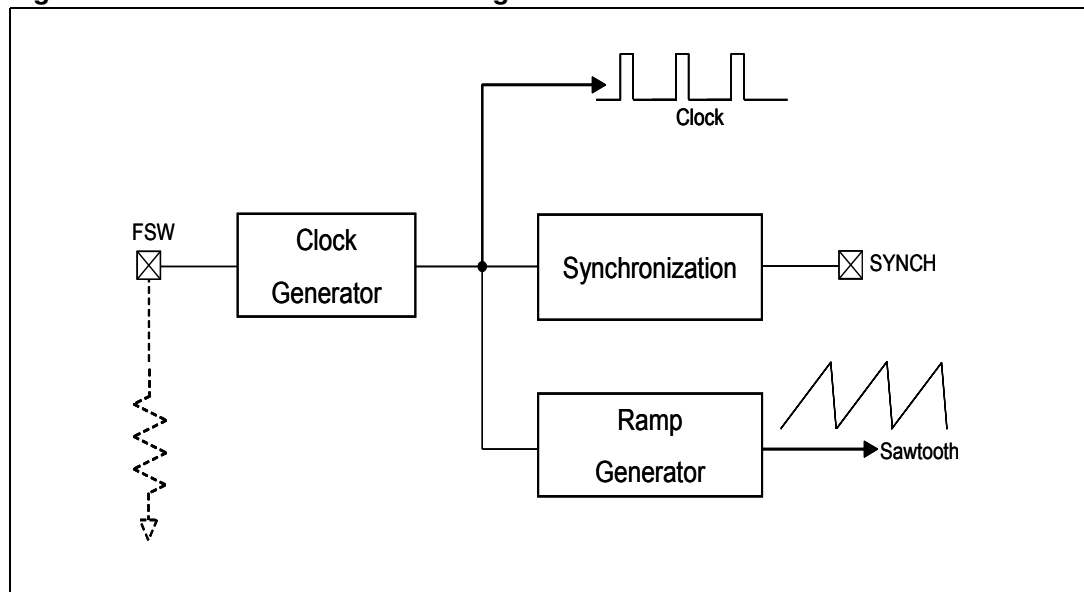 Clock
FSW
Clock
Generator
Synchronization
SYNCH
Ramp
Generator
Sawtooth